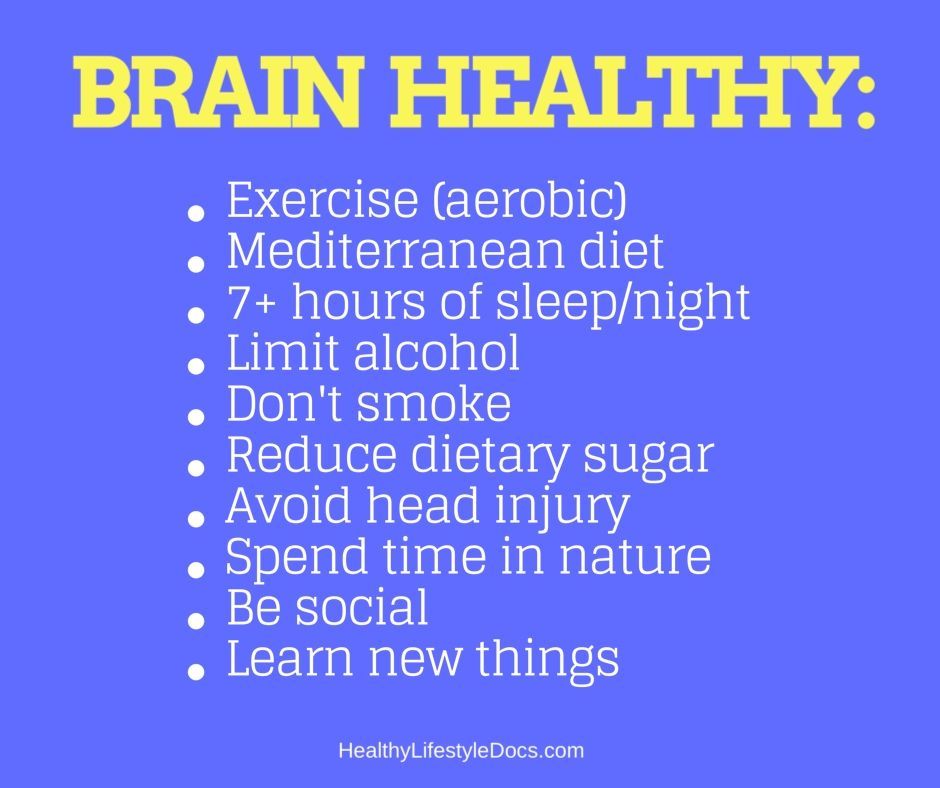 BRAIN HEALTHY:
• Exercise (aerobic)
• Mediterranean diet
• 7+ hours of sleep/night
• Limit alcohol
• Don't smoke
• Reduce dietary sugar
• Avoid head injury
• Spend time in nature
• Be social
• Learn new things
HealthyLifestyleDocs.com